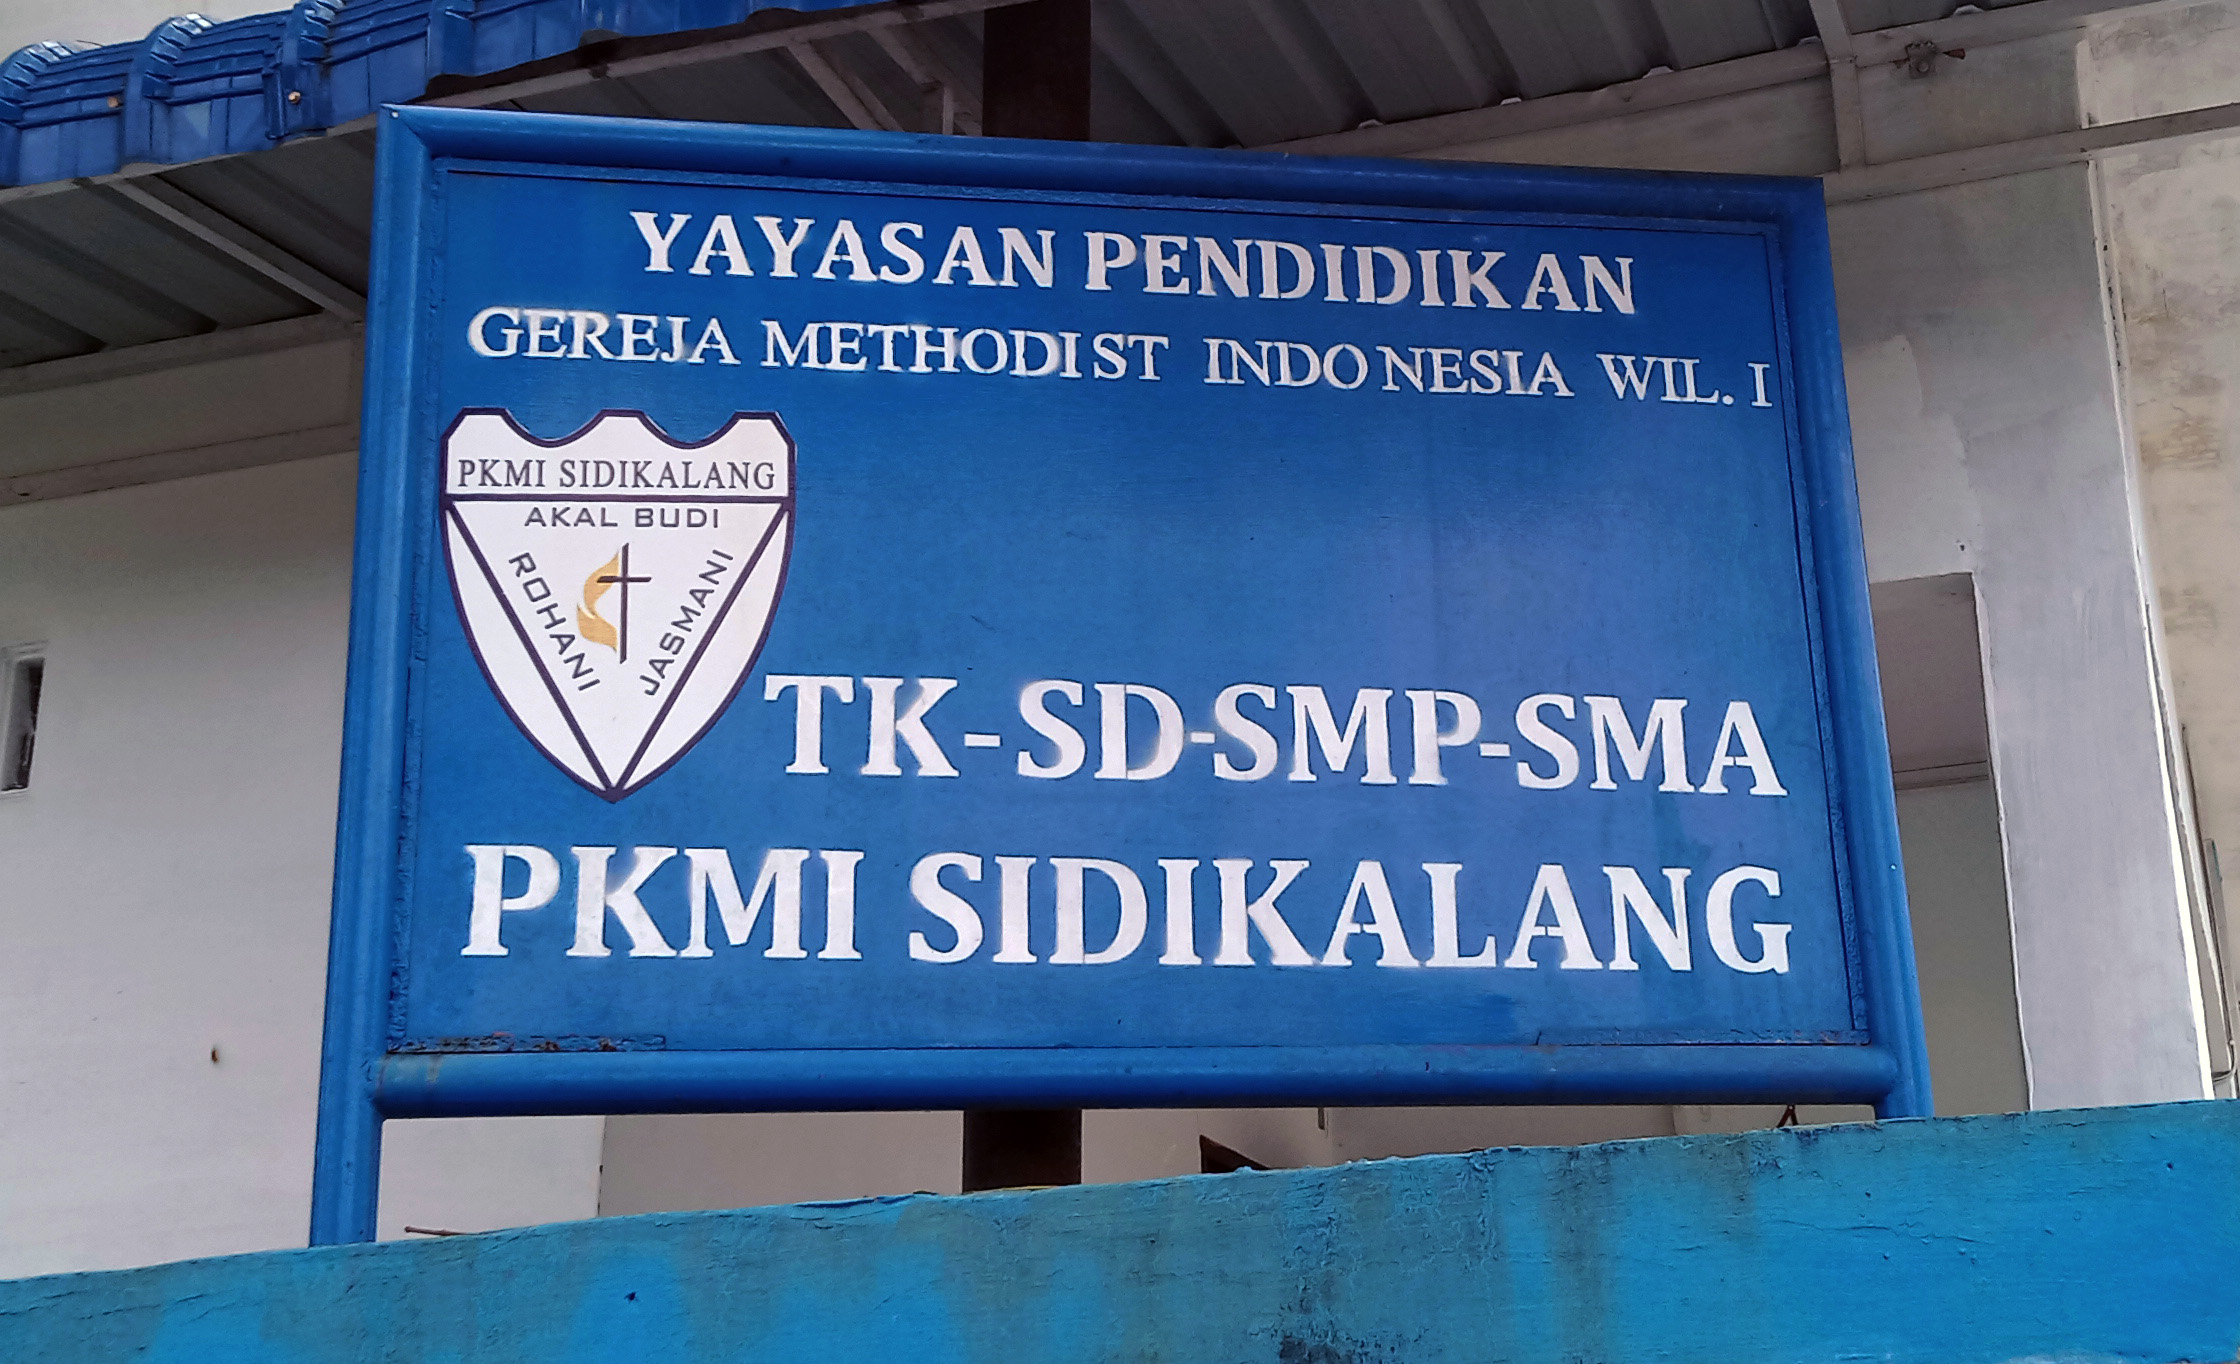 YAYASAN PENDIDIKAN
GEREJA METHODIST INDONESIA WIL. I
PKMI SIDIKALANG
AKAL BUDI
ROHANI
JASMANI
TK-SD-SMP-SMA
PKMI SIDIKALANG